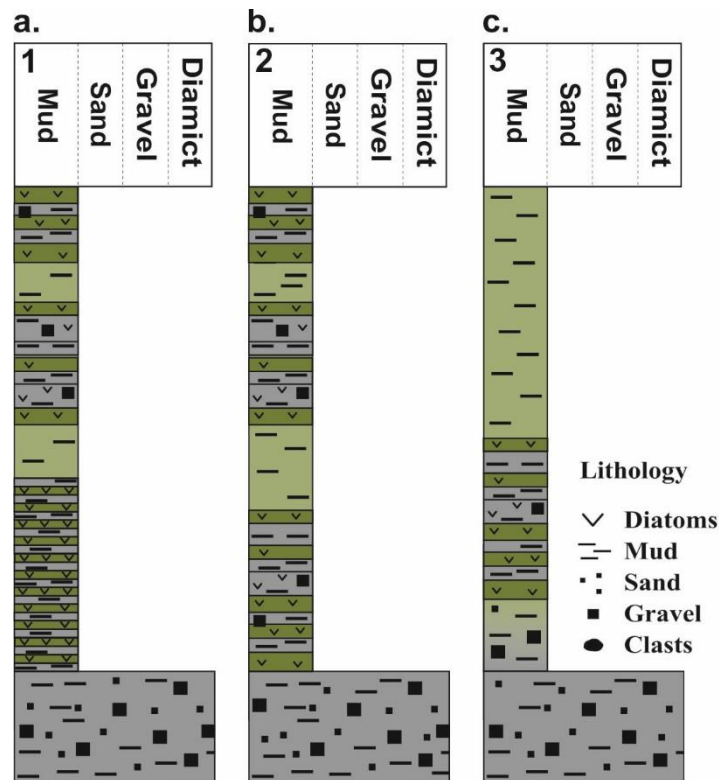 a.
1
Mud
Sand
Gravel
Diamict
b.
2
Mud
Sand
Gravel
Diamict
c.
3
Mud
Sand
Gravel
Diamict
Lithology
Diatoms
Mud
Sand
Gravel
Clasts